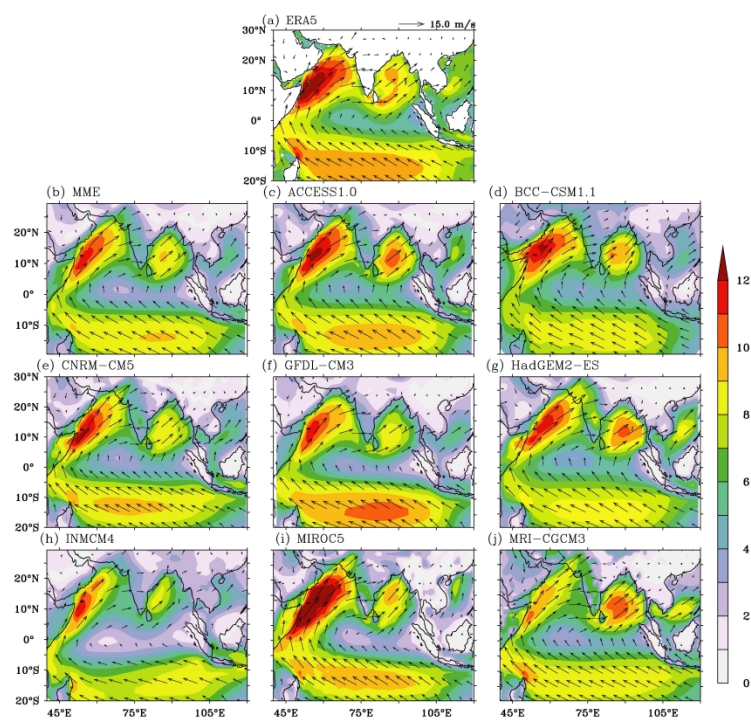 (a) ERA5
15.0 m/s
30°N
20°N
10°N
0°
10°S
20°S
(b) MME
(c) ACCESS1.0
(d) BCC-CSM1.1
20°N
10°N
0°
10°S
12
10
8
6
4
2
0
(e) CNRM-CM5
(f) GFDL-CM3
(g) HadGEM2-ES
30°N
20°N
10°N
0°
10°S
20°S
(h) INMCM4
(i) MIROC5
(j) MRI-CGCM3
20°N
10°N
0°
10°S
20°S
45°E 75°E 105°E 45°E 75°E 105°E 45°E 75°E 105°E